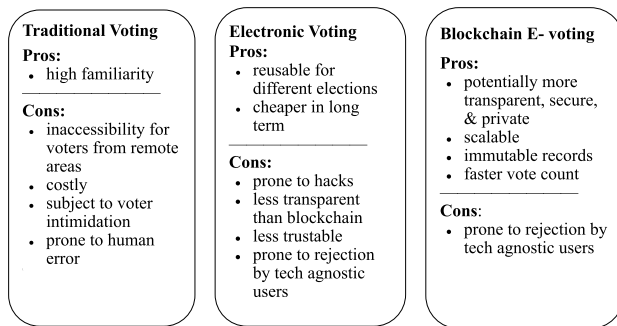 Traditional Voting
Pros:
• high familiarity
Cons:
• inaccessibility for
voters from remote
areas
• costly
• subject to voter
intimidation
• prone to human
error
Electronic Voting
Pros:
• reusable for
different elections
• cheaper in long
term
Cons:
• prone to hacks
• less transparent
than blockchain
• less trustable
• prone to rejection
by tech agnostic
users
Blockchain E- voting
Pros:
• potentially more
transparent, secure,
& private
• scalable
• immutable records
• faster vote count
Cons:
• prone to rejection by
tech agnostic users